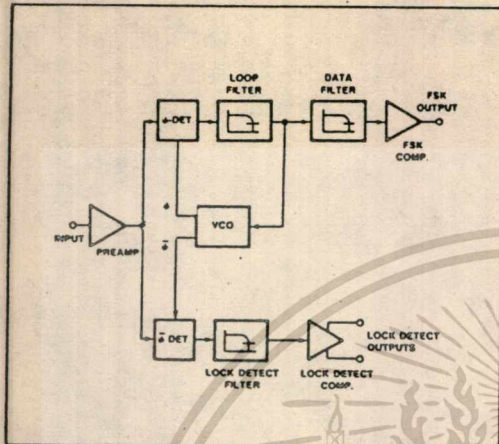 LOOP
FILTER
DATA
FILTER
FSK
OUTPUT
ϕ-DET.
FSK
COMP.
ϕ
VCO
INPUT
PREAMP
ϕ̅
ϕ̅ DET
LOCK DETECT
FILTER
LOCK DETECT
COMP.
LOCK DETECT
OUTPUTS